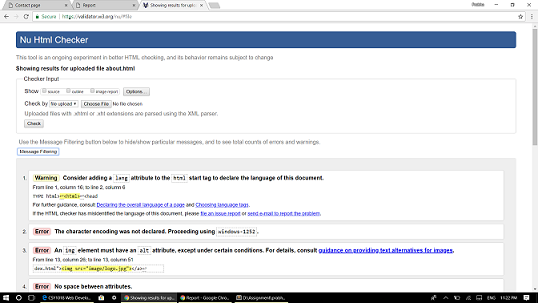 Contact page
Report
Showing results for uplo
Secure
https://validator.w3.org/nu/#file
Nu Html Checker
This tool is an ongoing experiment in better HTML checking, and its behavior remains subject to change
Showing results for uploaded file about.html
Checker Input
Show source outline image report Options...
Check by No upload Choose File No file chosen
Uploaded files with .xhtml or .xht extensions are parsed using the XML parser.
Check
Use the Message Filtering button below to hide/show particular messages, and to see total counts of errors and warnings.
Message Filtering
1. Warning Consider adding a lang attribute to the html start tag to declare the language of this document.
From line 1, column 16; to line 2, column 6
TYPE html>↩<html>↩<head
For further guidance, consult Declaring the overall language of a page and Choosing language tags.
If the HTML checker has misidentified the language of this document, please file an issue report or send e-mail to report the problem.
2. Error The character encoding was not declared. Proceeding using windows-1252.
3. Error An img element must have an alt attribute, except under certain conditions. For details, consult guidance on providing text alternatives for images.
From line 13, column 26; to line 13, column 51
dex.html"><img src="image/logo.jpg"></a>↩
4. Error No space between attributes.
CSY1018 Web Develo...
Showing results for up...
Report - Google Chro...
11:22 PM